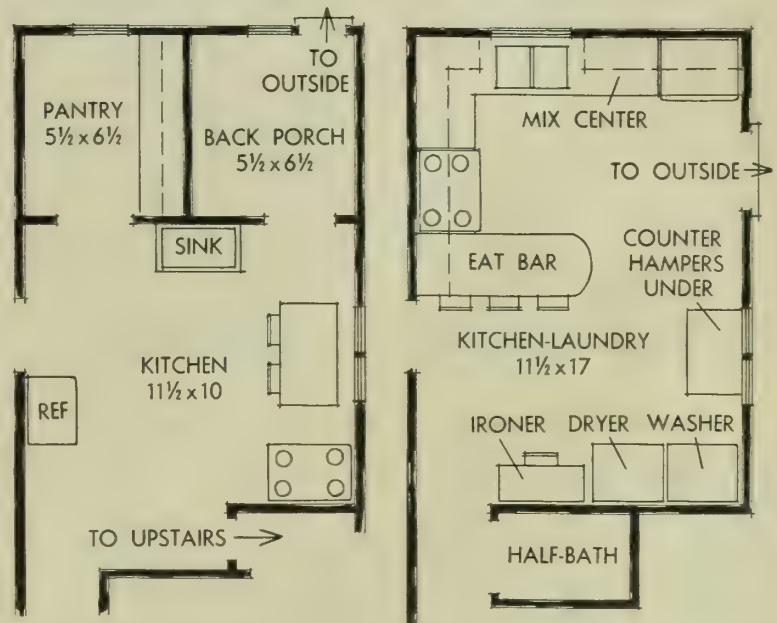 TO
OUTSIDE
PANTRY
5½ x 6½
BACK PORCH
5½ x 6½
SINK
KITCHEN
11½ x 10
REF
TO UPSTAIRS
MIX CENTER
TO OUTSIDE
COUNTER
HAMPERS
UNDER
EAT BAR
KITCHEN-LAUNDRY
11½ x 17
IRONER
DRYER
WASHER
HALF-BATH